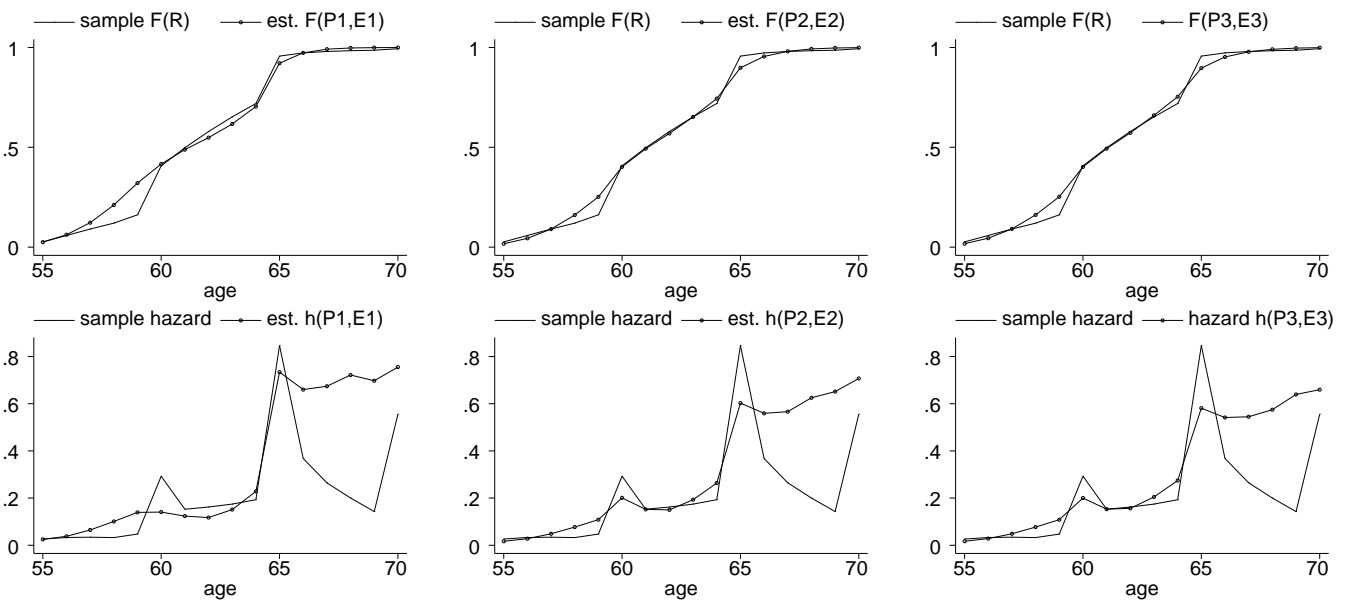 sample F(R) est. F(P1,E1)
1
.5
0
55 60 65 70
age
sample F(R) est. F(P2,E2)
1
.5
0
55 60 65 70
age
sample F(R) F(P3,E3)
1
.5
0
55 60 65 70
age
sample hazard est. h(P1,E1)
.8
.6
.4
.2
0
55 60 65 70
age
sample hazard est. h(P2,E2)
.8
.6
.4
.2
0
55 60 65 70
age
sample hazard hazard h(P3,E3)
.8
.6
.4
.2
0
55 60 65 70
age